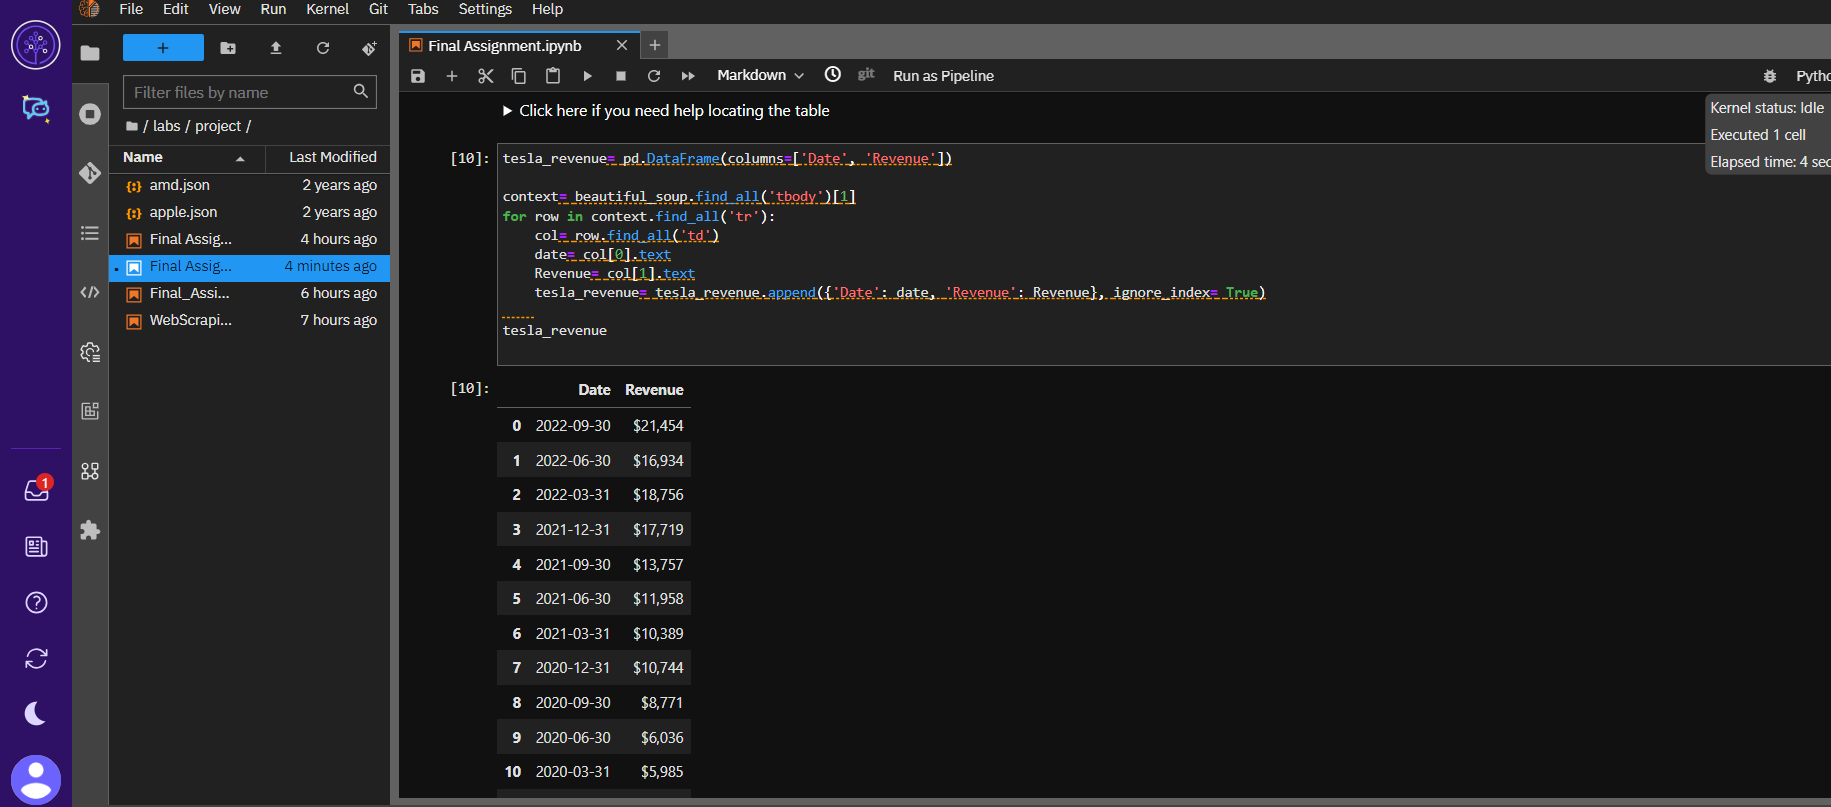 File Edit View Run Kernel Git Tabs Settings Help
+
Filter files by name
/ labs / project /
Name Last Modified
amd.json 2 years ago
apple.json 2 years ago
Final Assig... 4 hours ago
Final Assig... 4 minutes ago
Final_Assi... 6 hours ago
WebScrapi... 7 hours ago
1
Final Assignment.ipynb
Markdown git Run as Pipeline Pytho
Kernel status: Idle
Executed 1 cell
Elapsed time: 4 sec
Click here if you need help locating the table
[10]: tesla_revenue= pd.DataFrame(columns=['Date', 'Revenue'])
context= beautiful_soup.find_all('tbody')[1]
for row in context.find_all('tr'):
    col= row.find_all('td')
    date= col[0].text
    Revenue= col[1].text
    tesla_revenue= tesla_revenue.append({'Date': date, 'Revenue': Revenue}, ignore_index= True)
tesla_revenue
[10]: Date Revenue
0 2022-09-30 $21,454
1 2022-06-30 $16,934
2 2022-03-31 $18,756
3 2021-12-31 $17,719
4 2021-09-30 $13,757
5 2021-06-30 $11,958
6 2021-03-31 $10,389
7 2020-12-31 $10,744
8 2020-09-30 $8,771
9 2020-06-30 $6,036
10 2020-03-31 $5,985